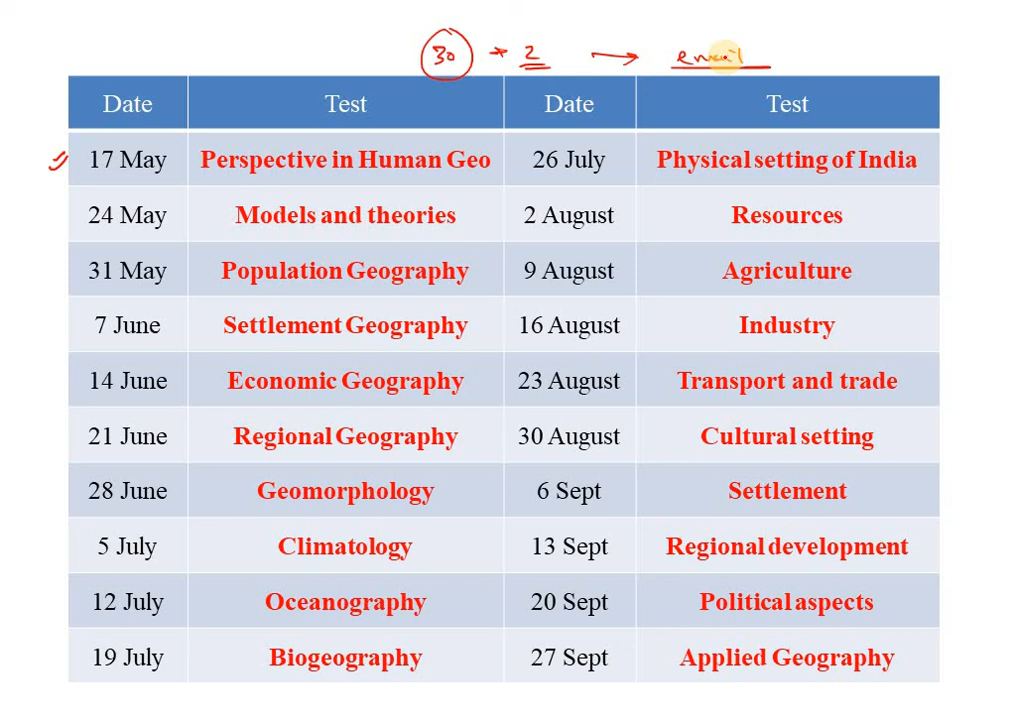 30 * 2 → email
Date Test Date Test
17 May Perspective in Human Geo 26 July Physical setting of India
24 May Models and theories 2 August Resources
31 May Population Geography 9 August Agriculture
7 June Settlement Geography 16 August Industry
14 June Economic Geography 23 August Transport and trade
21 June Regional Geography 30 August Cultural setting
28 June Geomorphology 6 Sept Settlement
5 July Climatology 13 Sept Regional development
12 July Oceanography 20 Sept Political aspects
19 July Biogeography 27 Sept Applied Geography